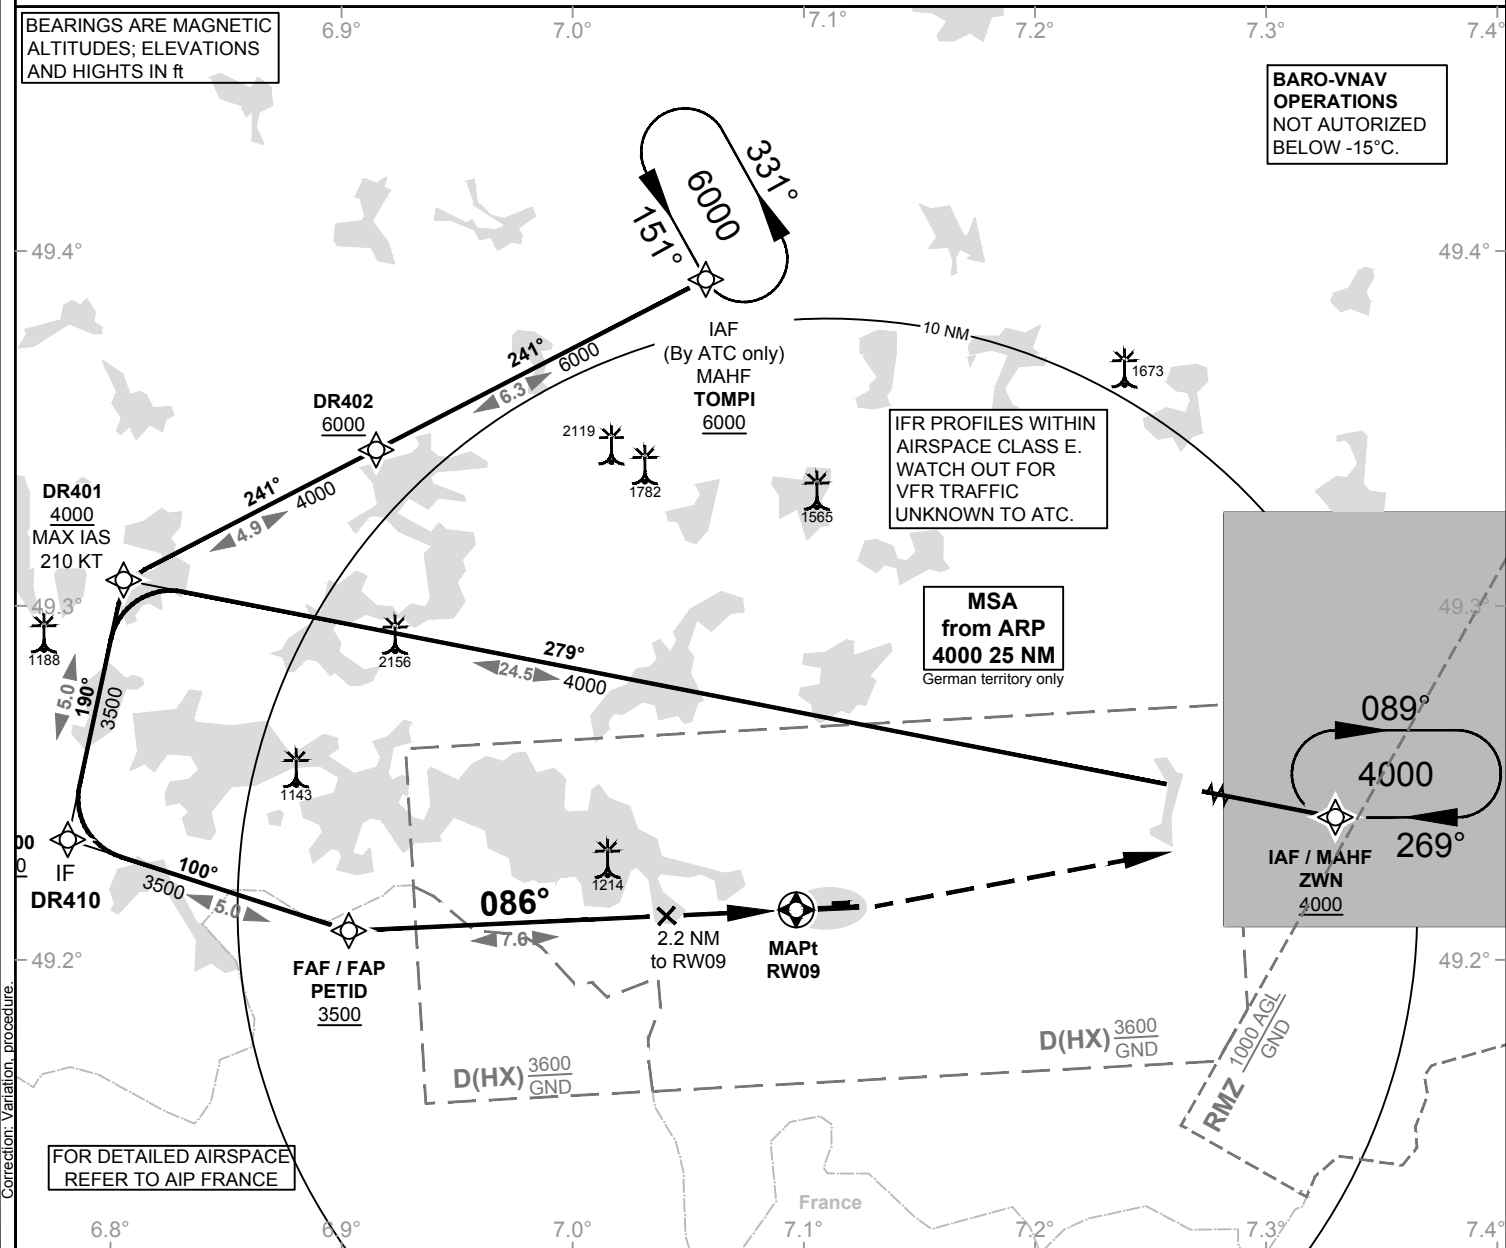 6.9°
7.0°
7.1°
7.2°
7.3°
7.4°
BEARINGS ARE MAGNETIC
ALTITUDES; ELEVATIONS
AND HIGHTS IN ft
BARO-VNAV
OPERATIONS
NOT AUTORIZED
BELOW -15°C.
331°
6000
151°
49.4°
49.4°
IAF
(By ATC only)
MAHF
TOMPI
6000
10 NM
241°
6000
6.3
1673
DR402
6000
2119
1782
1565
IFR PROFILES WITHIN
AIRSPACE CLASS E.
WATCH OUT FOR
VFR TRAFFIC
UNKNOWN TO ATC.
DR401
4000
MAX IAS
210 KT
241°
4000
4.9
49.3°
49.3°
MSA
from ARP
4000 25 NM
German territory only
1188
2156
279°
24.5
4000
5.0
190°
3500
089°
4000
269°
1143
00
0
IF
DR410
100°
3500
5.0
1214
086°
7.6
IAF / MAHF
ZWN
4000
2.2 NM
to RW09
MAPt
RW09
49.2°
49.2°
FAF / FAP
PETID
3500
D(HX) 3600
GND
D(HX) 3600
GND
RMZ 1000 AGL
GND
Correction: Variation, procedure.
FOR DETAILED AIRSPACE
REFER TO AIP FRANCE
France
6.8°
6.9°
7.0°
7.1°
7.2°
7.3°
7.4°